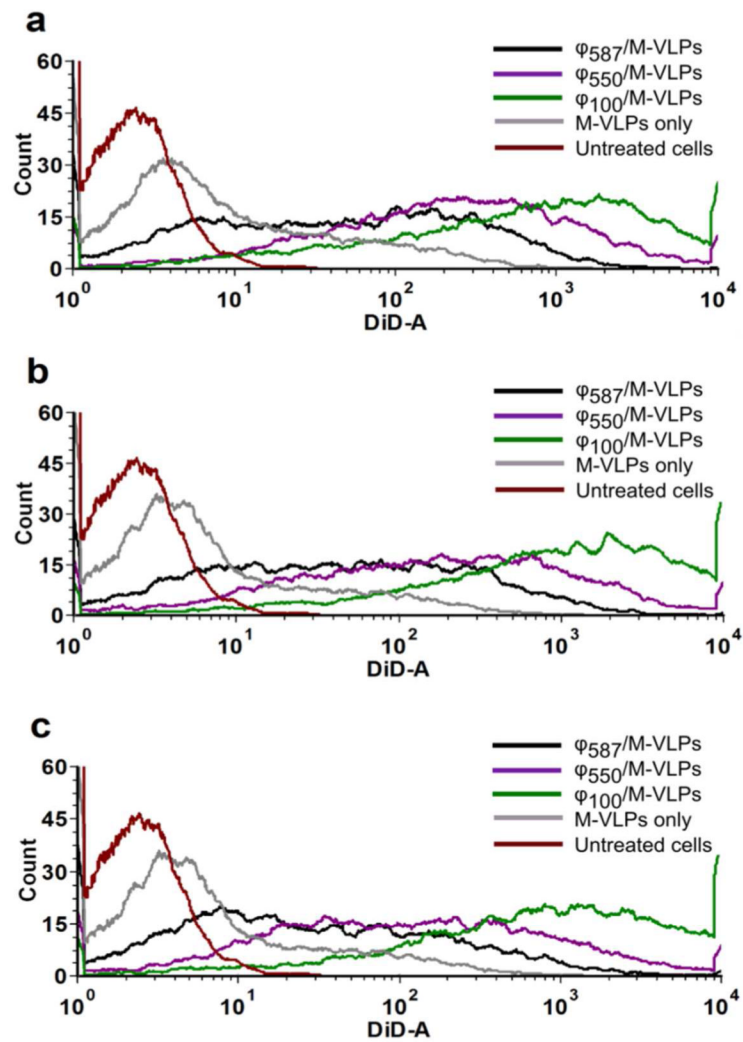 a
φ587/M-VLPs
φ550/M-VLPs
φ100/M-VLPs
M-VLPs only
Untreated cells
60
45
30
15
0
Count
10^0 10^1 10^2 10^3 10^4
DiD-A
b
φ587/M-VLPs
φ550/M-VLPs
φ100/M-VLPs
M-VLPs only
Untreated cells
60
45
30
15
0
Count
10^0 10^1 10^2 10^3 10^4
DiD-A
c
φ587/M-VLPs
φ550/M-VLPs
φ100/M-VLPs
M-VLPs only
Untreated cells
60
45
30
15
0
Count
10^0 10^1 10^2 10^3 10^4
DiD-A